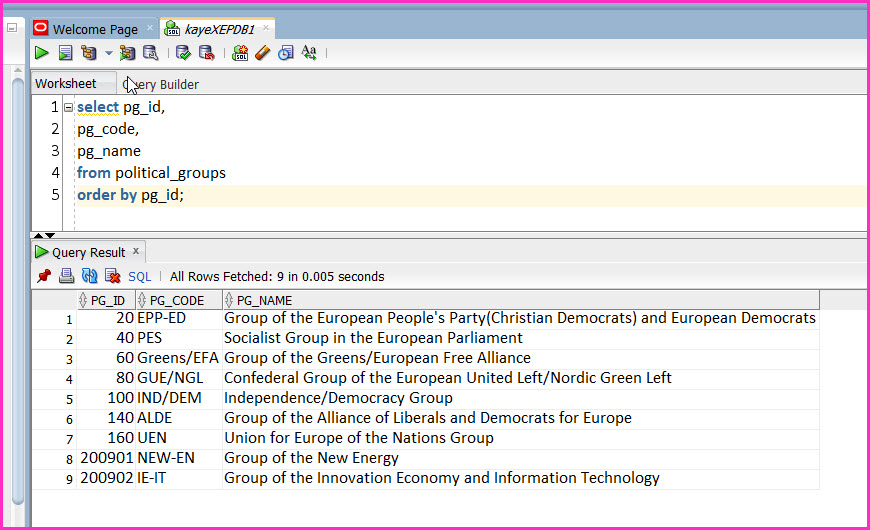 Welcome Page × kayeXEPDB1 ×
Worksheet Query Builder
1 select pg_id,
2 pg_code,
3 pg_name
4 from political_groups
5 order by pg_id;
Query Result ×
SQL | All Rows Fetched: 9 in 0.005 seconds
PG_ID PG_CODE PG_NAME
1 20 EPP-ED Group of the European People's Party(Christian Democrats) and European Democrats
2 40 PES Socialist Group in the European Parliament
3 60 Greens/EFA Group of the Greens/European Free Alliance
4 80 GUE/NGL Confederal Group of the European United Left/Nordic Green Left
5 100 IND/DEM Independence/Democracy Group
6 140 ALDE Group of the Alliance of Liberals and Democrats for Europe
7 160 UEN Union for Europe of the Nations Group
8 200901 NEW-EN Group of the New Energy
9 200902 IE-IT Group of the Innovation Economy and Information Technology